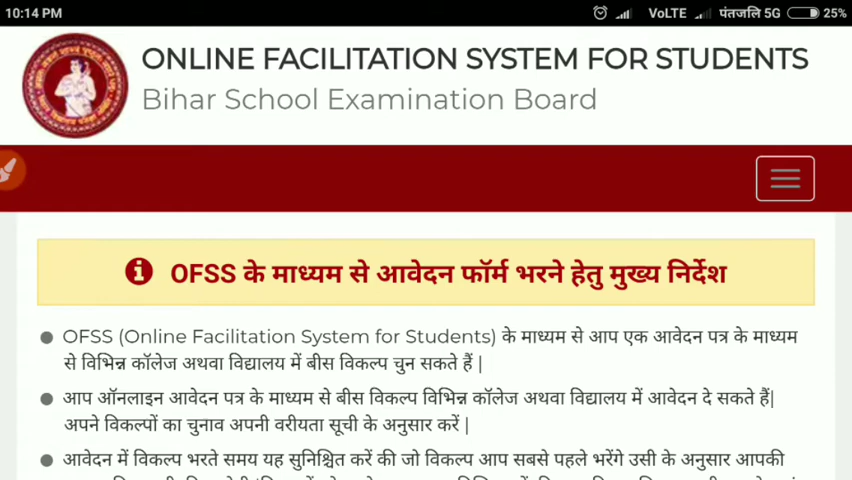 10:14 PM VoLTE पंतजलि 5G 25%
ONLINE FACILITATION SYSTEM FOR STUDENTS
Bihar School Examination Board
OFSS के माध्यम से आवेदन फॉर्म भरने हेतु मुख्य निर्देश
OFSS (Online Facilitation System for Students) के माध्यम से आप एक आवेदन पत्र के माध्यम
से विभिन्न कॉलेज अथवा विद्यालय में बीस विकल्प चुन सकते हैं |
आप ऑनलाइन आवेदन पत्र के माध्यम से बीस विकल्प विभिन्न कॉलेज अथवा विद्यालय में आवेदन दे सकते हैं|
अपने विकल्पों का चुनाव अपनी वरीयता सूची के अनुसार करें |
आवेदन में विकल्प भरते समय यह सुनिश्चित करें की जो विकल्प आप सबसे पहले भरेंगे उसी के अनुसार आपकी